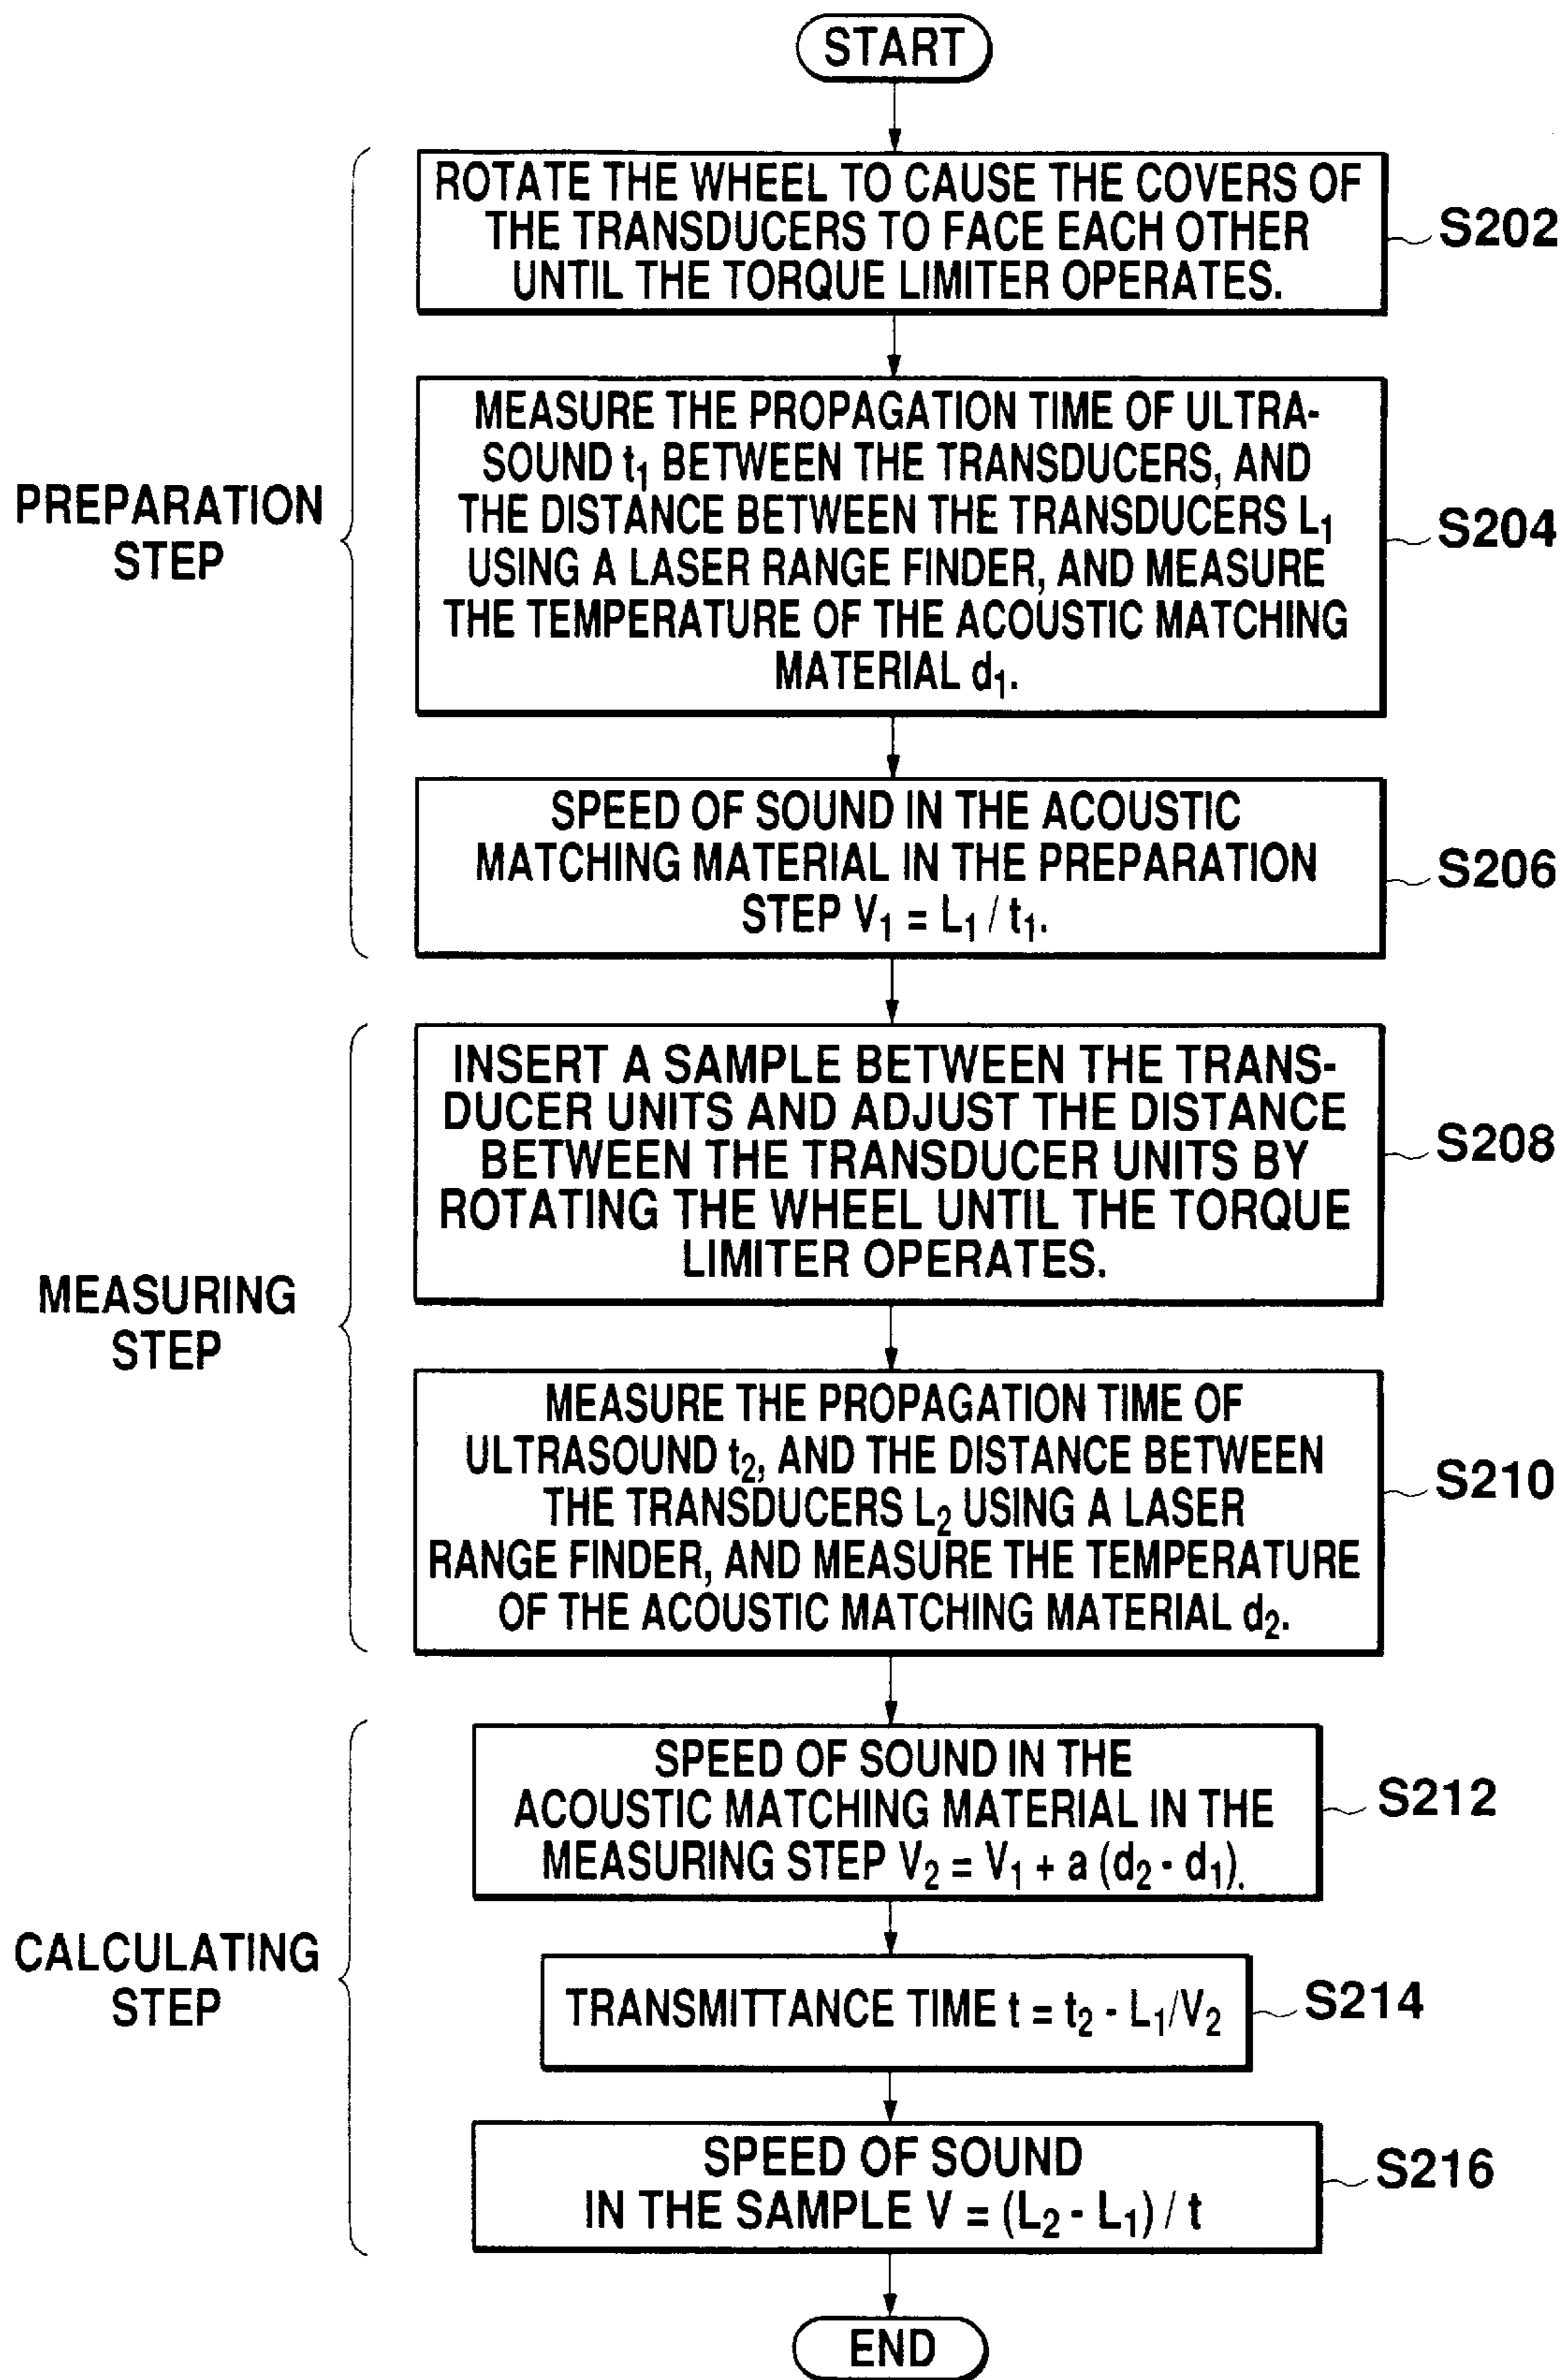 START
PREPARATION
STEP
ROTATE THE WHEEL TO CAUSE THE COVERS OF
THE TRANSDUCERS TO FACE EACH OTHER
UNTIL THE TORQUE LIMITER OPERATES.
S202
MEASURE THE PROPAGATION TIME OF ULTRA-
SOUND t₁ BETWEEN THE TRANSDUCERS, AND
THE DISTANCE BETWEEN THE TRANSDUCERS L₁
USING A LASER RANGE FINDER, AND MEASURE
THE TEMPERATURE OF THE ACOUSTIC MATCHING
MATERIAL d₁.
S204
SPEED OF SOUND IN THE ACOUSTIC
MATCHING MATERIAL IN THE PREPARATION
STEP V₁ = L₁ / t₁.
S206
MEASURING
STEP
INSERT A SAMPLE BETWEEN THE TRANS-
DUCER UNITS AND ADJUST THE DISTANCE
BETWEEN THE TRANSDUCER UNITS BY
ROTATING THE WHEEL UNTIL THE TORQUE
LIMITER OPERATES.
S208
MEASURE THE PROPAGATION TIME OF
ULTRASOUND t₂, AND THE DISTANCE BETWEEN
THE TRANSDUCERS L₂ USING A LASER
RANGE FINDER, AND MEASURE THE TEMPERATURE
OF THE ACOUSTIC MATCHING MATERIAL d₂.
S210
CALCULATING
STEP
SPEED OF SOUND IN THE
ACOUSTIC MATCHING MATERIAL IN THE
MEASURING STEP V₂ = V₁ + a (d₂ - d₁).
S212
TRANSMITTANCE TIME t = t₂ - L₁/V₂
S214
SPEED OF SOUND
IN THE SAMPLE V = (L₂ - L₁) / t
S216
END